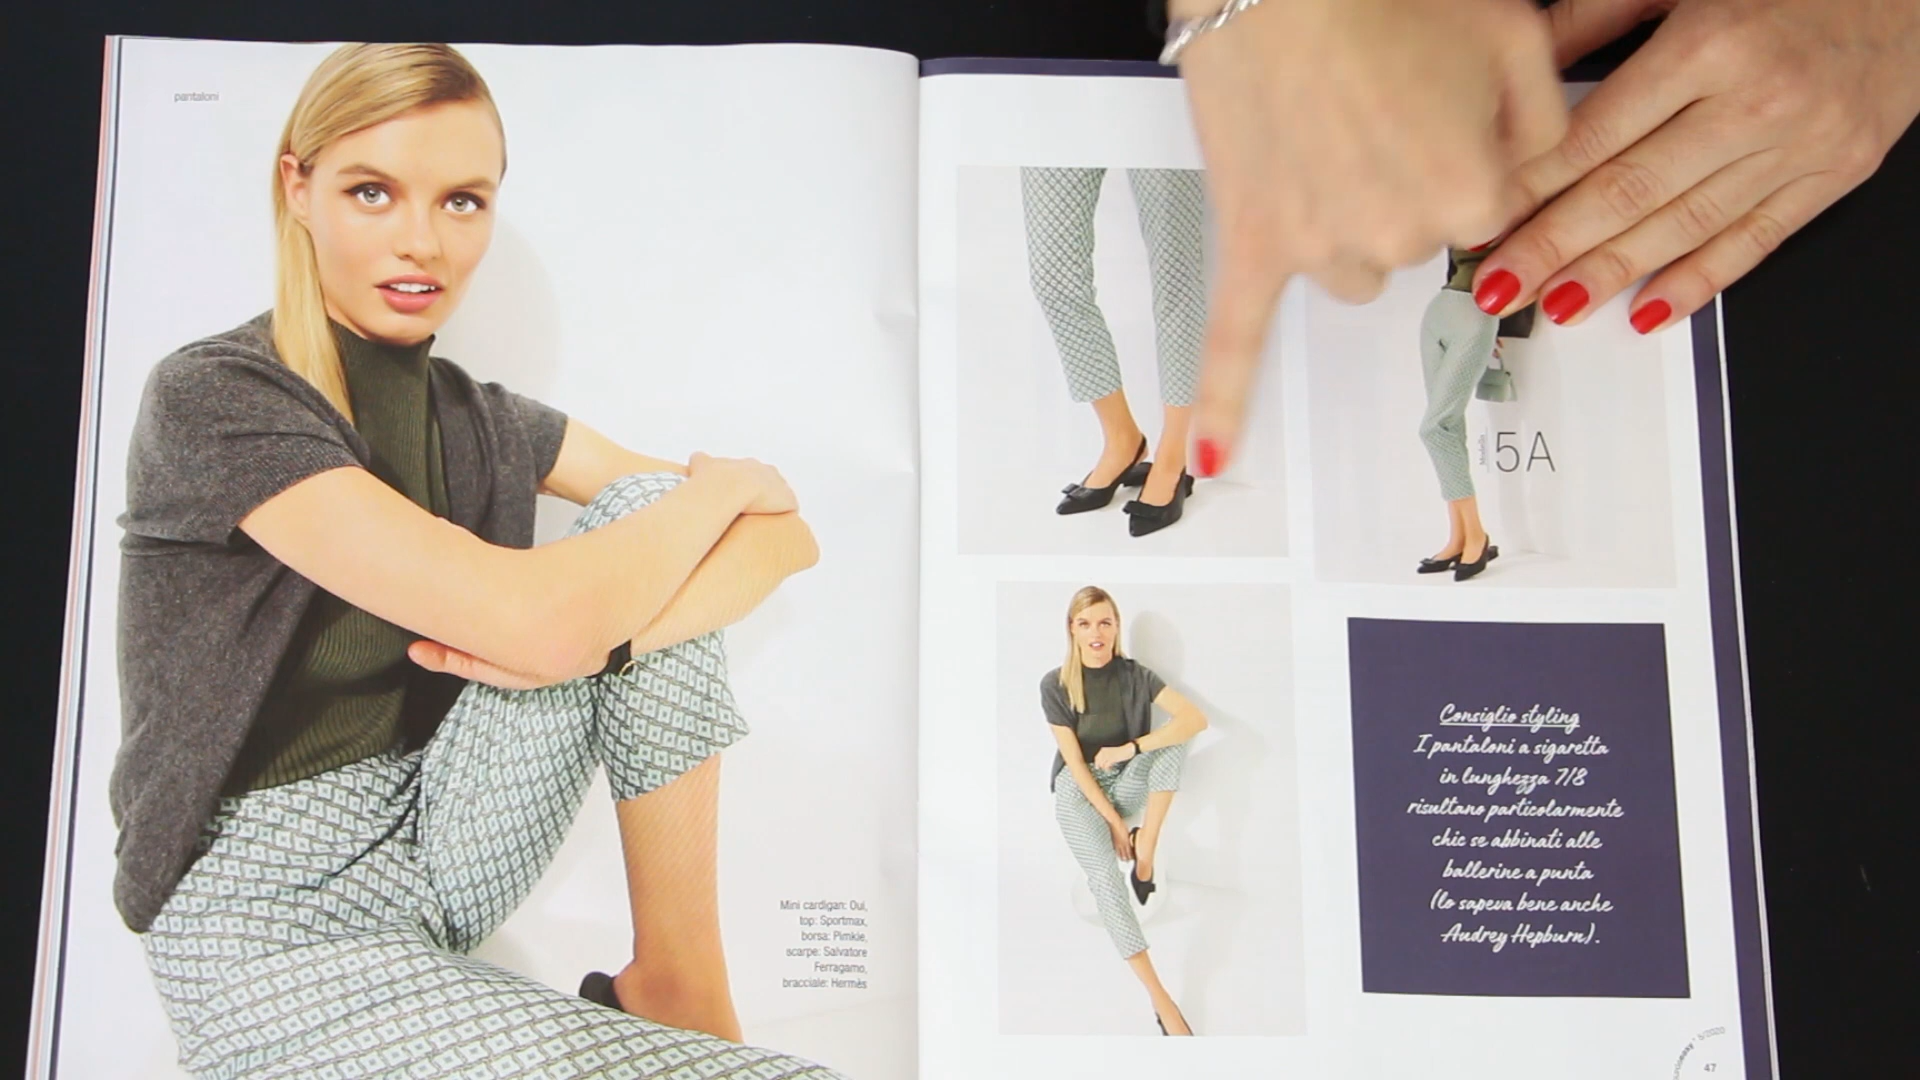 pantaloni
Mini cardigan: Oui,
top: Sportmax,
borsa: Pimkie,
scarpe: Salvatore
Ferragamo,
bracciale: Hermès
Modello
5A
Consiglio styling
I pantaloni a sigaretta
in lunghezza 7/8
risultano particolarmente
chic se abbinati alle
ballerine a punta
(lo sapeva bene anche
Audrey Hepburn).
5/2020
47